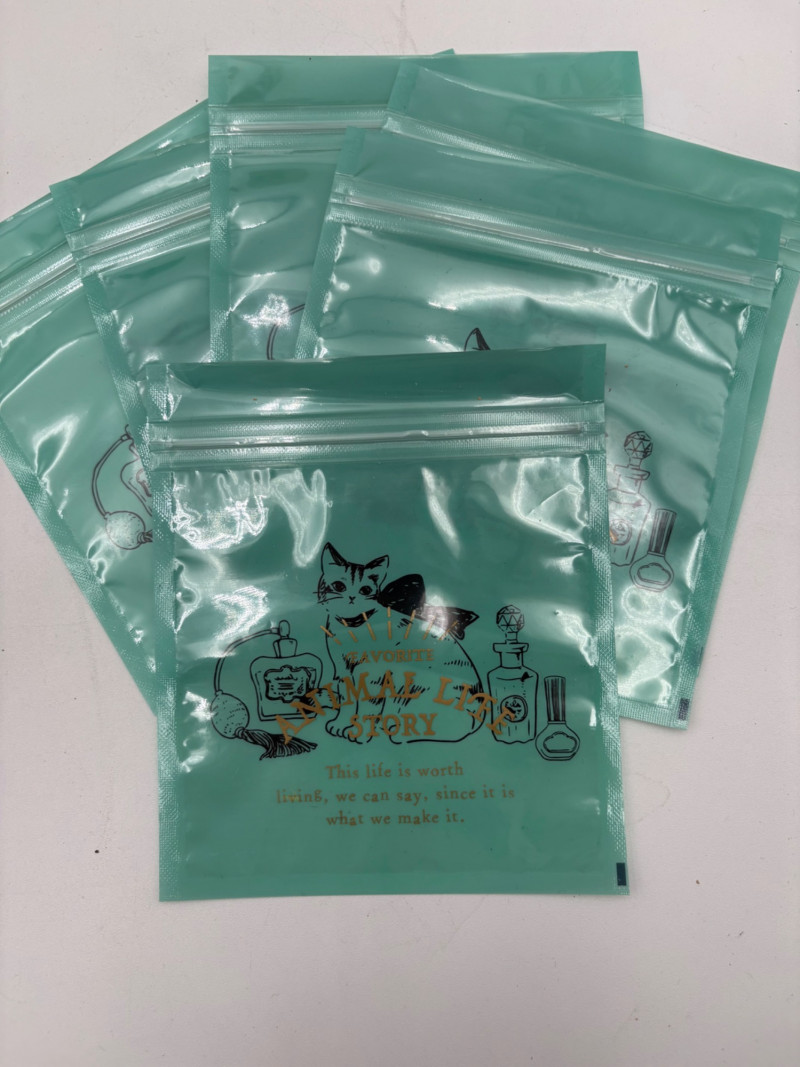 FAVORITE
ANIMAL LIFE
STORY
This life is worth
living, we can say, since it is
what we make it.